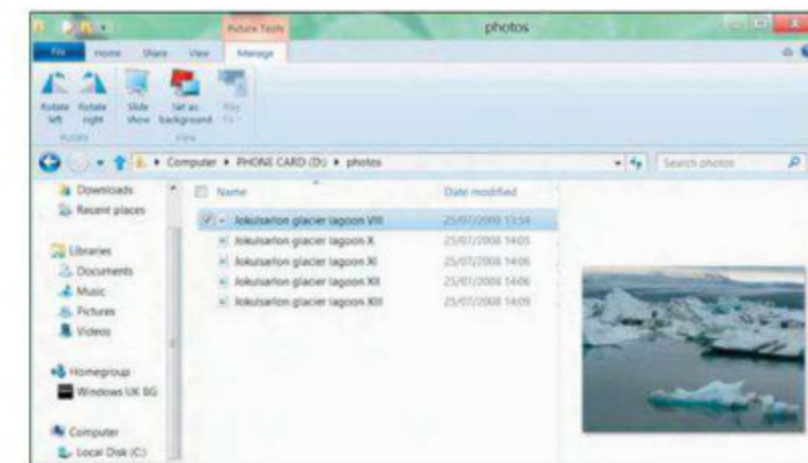 Picture Tools
photos
File Home Share View Manage
Rotate left
Rotate right
Slide show
Set as background
Play To
Rotate
View
Computer PHONE CARD (D:) photos
Search photos
Downloads
Recent places
Libraries
Documents
Music
Pictures
Videos
Homegroup
Windows UK BG
Computer
Local Disk (C:)
Name Date modified
Jokulsarlon glacier lagoon VIII 25/07/2008 13:54
Jokulsarlon glacier lagoon X 25/07/2008 14:05
Jokulsarlon glacier lagoon XI 25/07/2008 14:06
Jokulsarlon glacier lagoon XII 25/07/2008 14:06
Jokulsarlon glacier lagoon XIII 25/07/2008 14:09